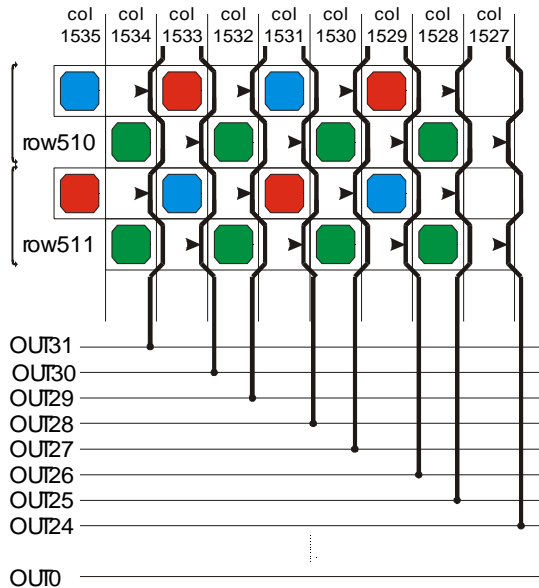 col col col col col col col col col
1535 1534 1533 1532 1531 1530 1529 1528 1527
row510
row511
OUT31
OUT30
OUT29
OUT28
OUT27
OUT26
OUT25
OUT24
OUT0